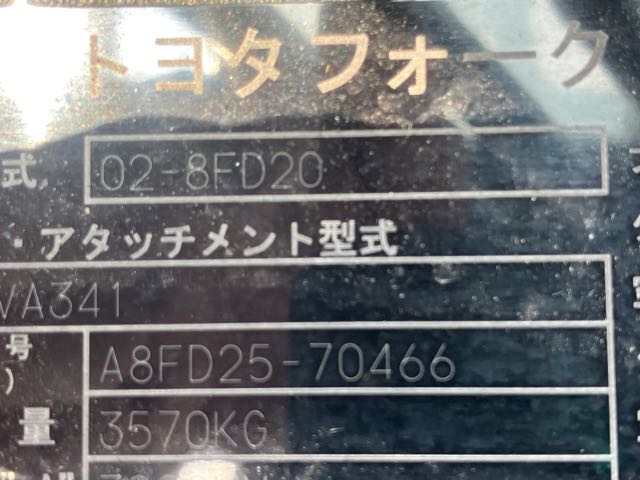 トヨタフォーク
式 02-8FD20
・アタッチメント型式
VA341
号 A8FD25-70466
)
量 3570KG